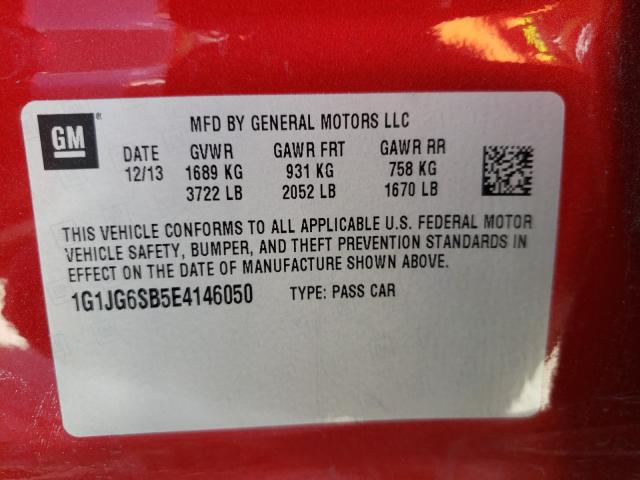 GM®
MFD BY GENERAL MOTORS LLC
DATE GVWR GAWR FRT GAWR RR
12/13 1689 KG 931 KG 758 KG
3722 LB 2052 LB 1670 LB
THIS VEHICLE CONFORMS TO ALL APPLICABLE U.S. FEDERAL MOTOR
VEHICLE SAFETY, BUMPER, AND THEFT PREVENTION STANDARDS IN
EFFECT ON THE DATE OF MANUFACTURE SHOWN ABOVE.
1G1JG6SB5E4146050 TYPE: PASS CAR